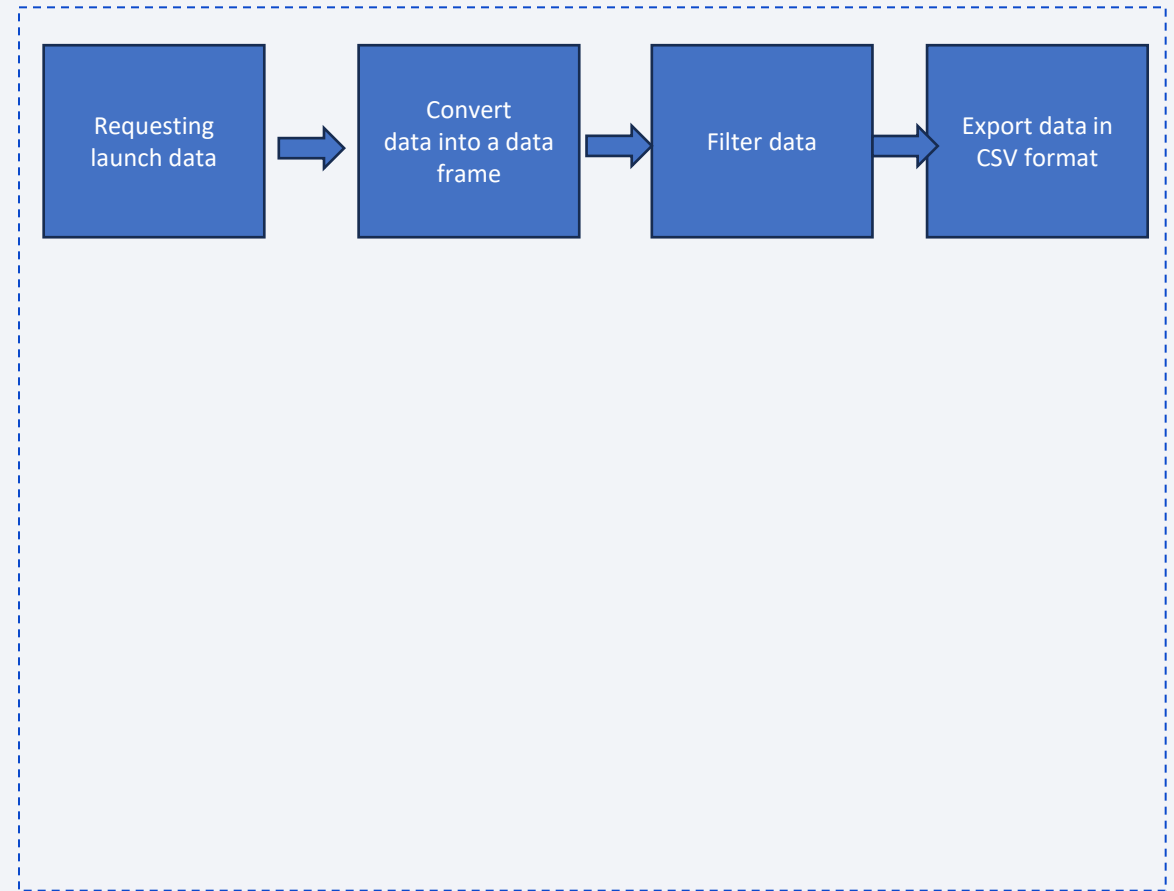 Requesting
launch data
Convert
data into a data
frame
Filter data
Export data in
CSV format